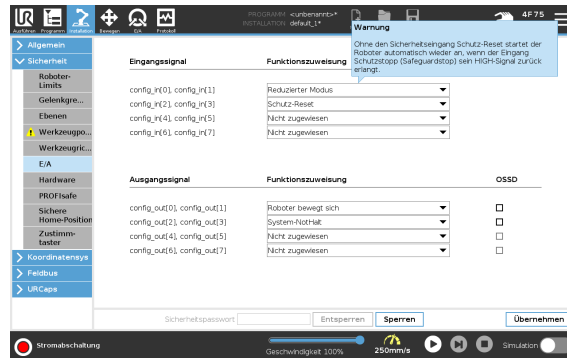 UR
PROGRAMM <unbenannt>*
INSTALLATION default_1*
4F75
Ausführen Programm Installation Bewegen E/A Protokoll
Warnung
Ohne den Sicherheitseingang Schutz-Reset startet der
Roboter automatisch wieder an, wenn der Eingang
Schutzstopp (Safeguardstop) sein HIGH-Signal zurück
erlangt.
Allgemein
Sicherheit
Roboter-
Limits
Gelenkgre...
Ebenen
Werkzeugpo...
Werkzeugric...
E/A
Hardware
PROFIsafe
Sichere
Home-Position
Zustimm-
taster
Koordinatensys
Feldbus
URCaps
Eingangssignal Funktionszuweisung
config_in[0], config_in[1] Reduzierter Modus
config_in[2], config_in[3] Schutz-Reset
config_in[4], config_in[5] Nicht zugewiesen
config_in[6], config_in[7] Nicht zugewiesen
Ausgangssignal Funktionszuweisung OSSD
config_out[0], config_out[1] Roboter bewegt sich
config_out[2], config_out[3] System-NotHalt
config_out[4], config_out[5] Nicht zugewiesen
config_out[6], config_out[7] Nicht zugewiesen
Sicherheitspasswort Entsperren Sperren Übernehmen
Stromabschaltung Geschwindigkeit 100% 250mm/s Simulation